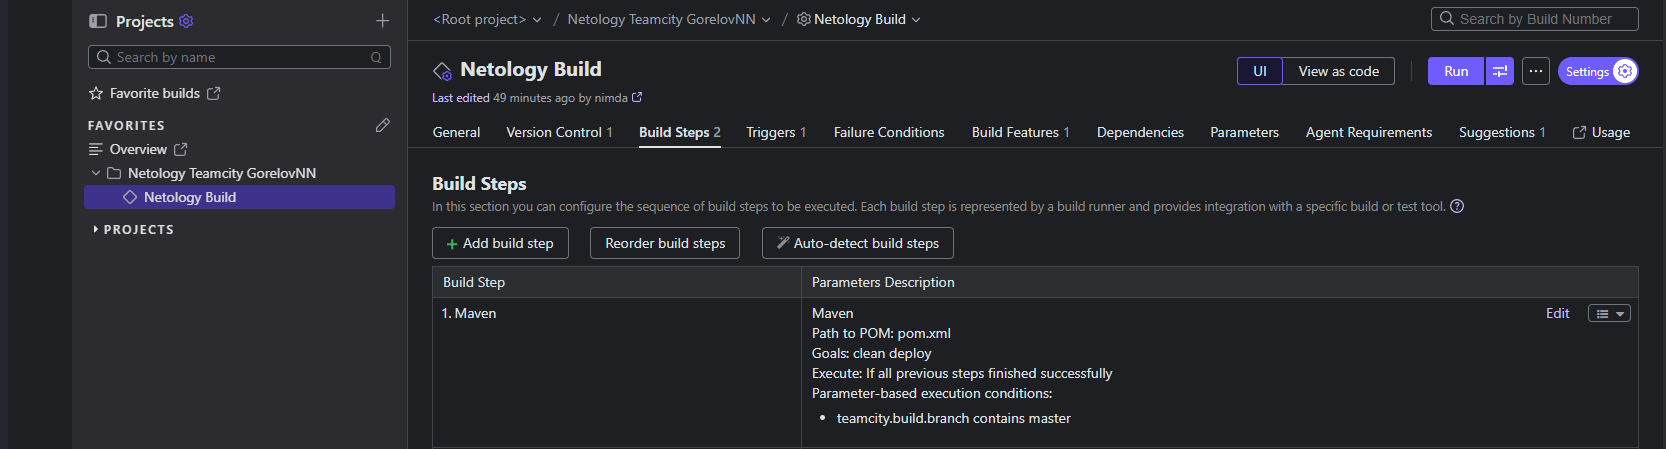 Projects
Search by name
Q
Favorite builds
FAVORITES
Overview
Netology Teamcity GorelovNN
Netology Build
PROJECTS
<Root project> / Netology Teamcity GorelovNN / Netology Build
Search by Build Number
Netology Build
UI View as code Run ... Settings
Last edited 49 minutes ago by nimda
General Version Control 1 Build Steps 2 Triggers 1 Failure Conditions Build Features 1 Dependencies Parameters Agent Requirements Suggestions 1 Usage
Build Steps
In this section you can configure the sequence of build steps to be executed. Each build step is represented by a build runner and provides integration with a specific build or test tool. ?
+ Add build step Reorder build steps Auto-detect build steps
Build Step Parameters Description
1. Maven Maven Edit
Path to POM: pom.xml
Goals: clean deploy
Execute: If all previous steps finished successfully
Parameter-based execution conditions:
• teamcity.build.branch contains master